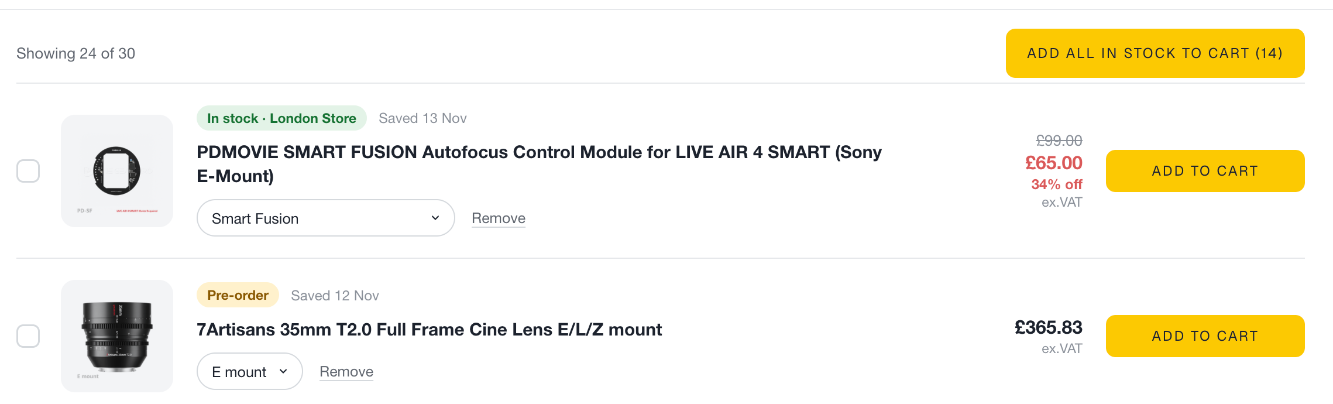 Showing 24 of 30
ADD ALL IN STOCK TO CART (14)
In stock · London Store
Saved 13 Nov
PDMOVIE SMART FUSION Autofocus Control Module for LIVE AIR 4 SMART (Sony
E-Mount)
Smart Fusion
Remove
£99.00
£65.00
34% off
ex.VAT
ADD TO CART
PD-SF
Pre-order
Saved 12 Nov
7Artisans 35mm T2.0 Full Frame Cine Lens E/L/Z mount
E mount
Remove
£365.83
ex.VAT
ADD TO CART
E mount